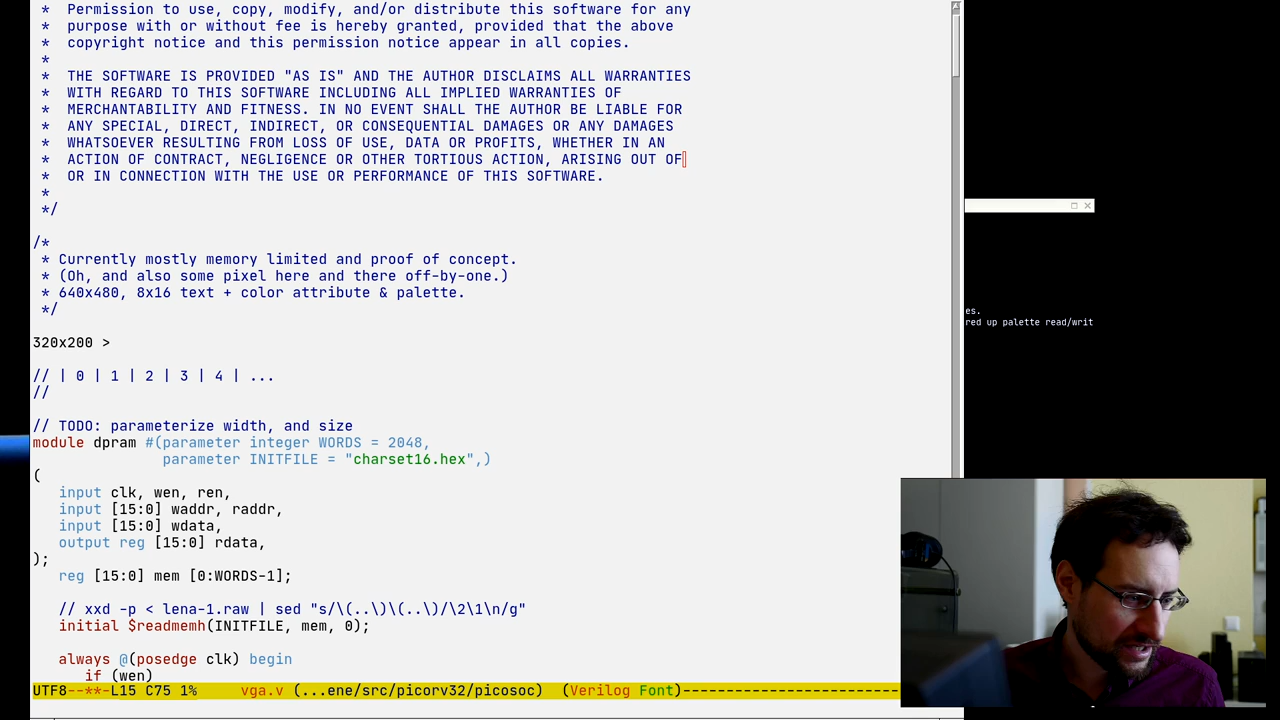 *  Permission to use, copy, modify, and/or distribute this software for any
 *  purpose with or without fee is hereby granted, provided that the above
 *  copyright notice and this permission notice appear in all copies.
 *
 *  THE SOFTWARE IS PROVIDED "AS IS" AND THE AUTHOR DISCLAIMS ALL WARRANTIES
 *  WITH REGARD TO THIS SOFTWARE INCLUDING ALL IMPLIED WARRANTIES OF
 *  MERCHANTABILITY AND FITNESS. IN NO EVENT SHALL THE AUTHOR BE LIABLE FOR
 *  ANY SPECIAL, DIRECT, INDIRECT, OR CONSEQUENTIAL DAMAGES OR ANY DAMAGES
 *  WHATSOEVER RESULTING FROM LOSS OF USE, DATA OR PROFITS, WHETHER IN AN
 *  ACTION OF CONTRACT, NEGLIGENCE OR OTHER TORTIOUS ACTION, ARISING OUT OF
 *  OR IN CONNECTION WITH THE USE OR PERFORMANCE OF THIS SOFTWARE.
 *
 */
/*
 * Currently mostly memory limited and proof of concept.
 * (Oh, and also some pixel here and there off-by-one.)
 * 640x480, 8x16 text + color attribute & palette.
 */
320x200 >
// | 0 | 1 | 2 | 3 | 4 | ...
//
// TODO: parameterize width, and size
module dpram #(parameter integer WORDS = 2048,
               parameter INITFILE = "charset16.hex",)
(
   input clk, wen, ren,
   input [15:0] waddr, raddr,
   input [15:0] wdata,
   output reg [15:0] rdata,
);
   reg [15:0] mem [0:WORDS-1];
   // xxd -p < lena-1.raw | sed "s/\(..\)\(..\)/\2\1\n/g"
   initial $readmemh(INITFILE, mem, 0);
   always @(posedge clk) begin
      if (wen)
UTF8--**-L15 C75 1%     vga.v (...ene/src/picorv32/picosoc)  (Verilog Font)-------------------------
es.
red up palette read/writ